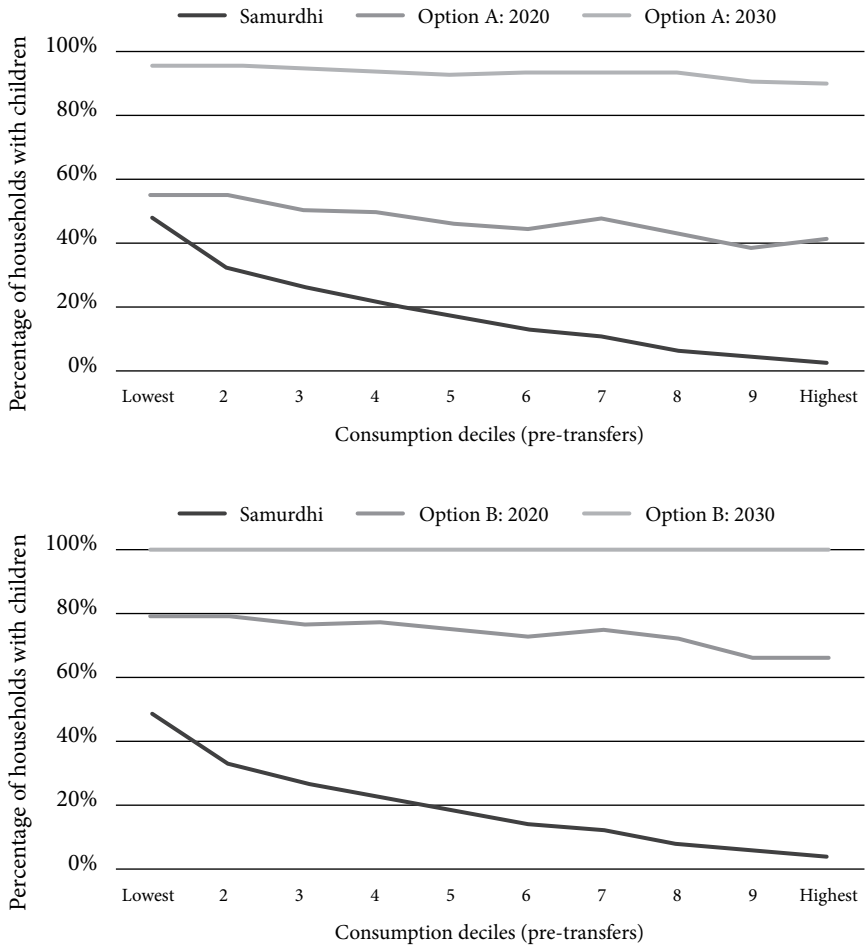 Samurdhi Option A: 2020 Option A: 2030
Percentage of households with children
100%
80%
60%
40%
20%
0%
Lowest 2 3 4 5 6 7 8 9 Highest
Consumption deciles (pre-transfers)
Samurdhi Option B: 2020 Option B: 2030
Percentage of households with children
100%
80%
60%
40%
20%
0%
Lowest 2 3 4 5 6 7 8 9 Highest
Consumption deciles (pre-transfers)